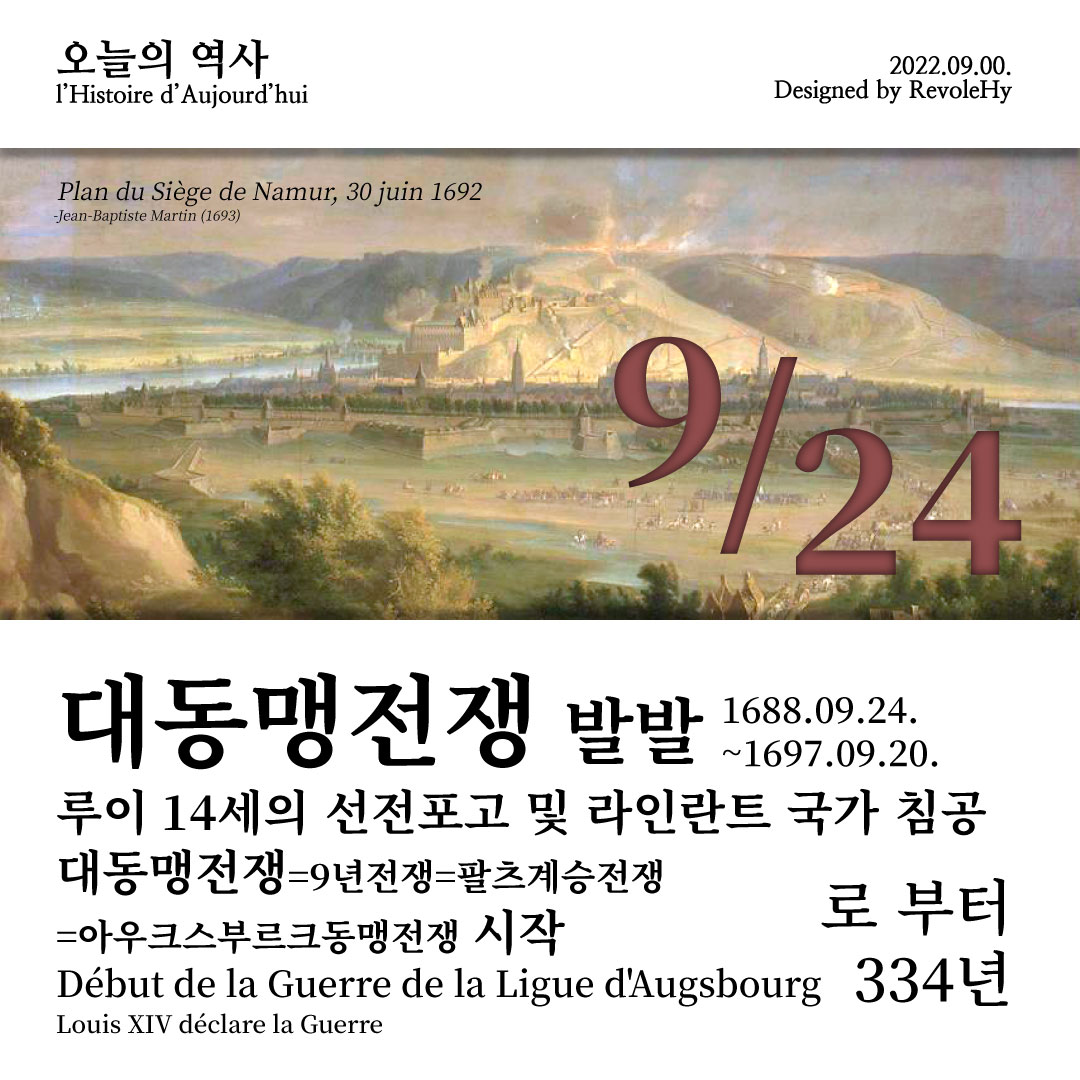 오늘의 역사
l’Histoire d’Aujourd’hui
2022.09.00.
Designed by RevoleHy
Plan du Siège de Namur, 30 juin 1692
-Jean-Baptiste Martin (1693)
9/24
대동맹전쟁 발발 1688.09.24.
~1697.09.20.
루이 14세의 선전포고 및 라인란트 국가 침공
대동맹전쟁=9년전쟁=팔츠계승전쟁
=아우크스부르크동맹전쟁 시작
Début de la Guerre de la Ligue d'Augsbourg
Louis XIV déclare la Guerre
로 부터
334년